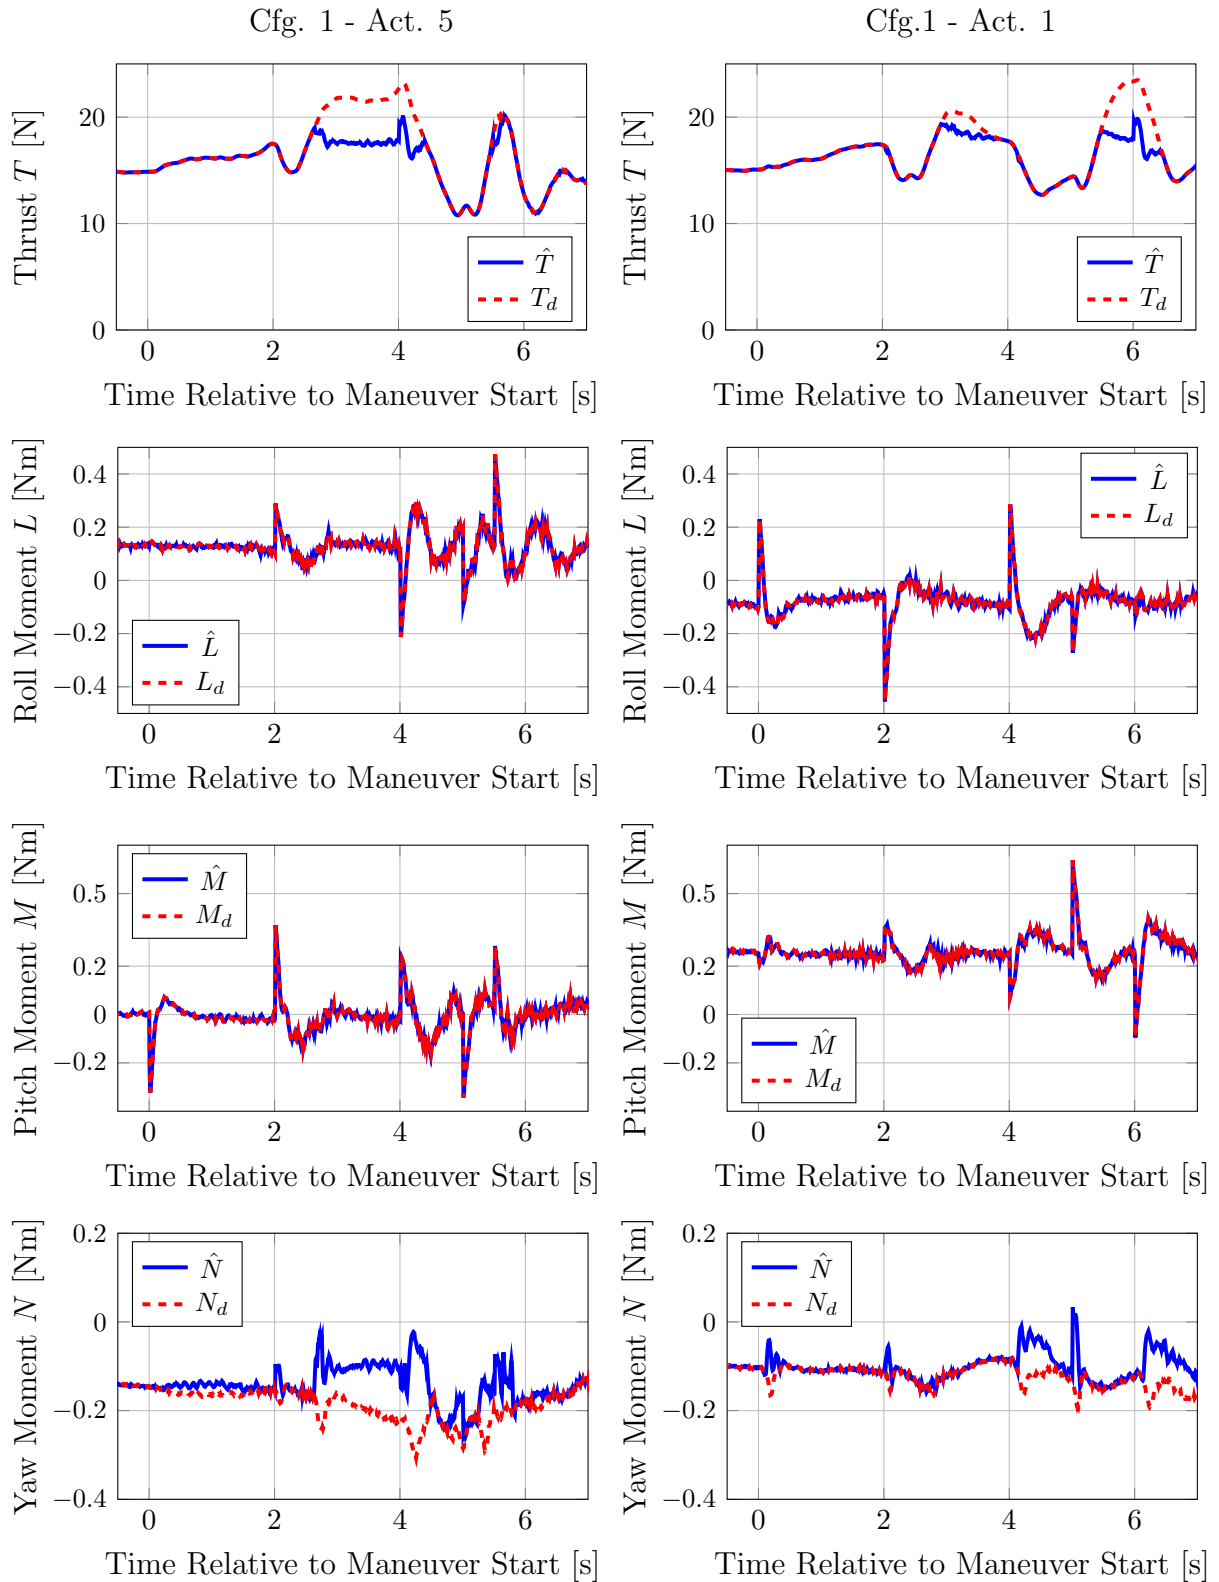 Cfg. 1 - Act. 5
Cfg.1 - Act. 1
Thrust T [N]
20
10
0
T̂
T_d
0 2 4 6
Time Relative to Maneuver Start [s]
Thrust T [N]
20
10
0
T̂
T_d
0 2 4 6
Time Relative to Maneuver Start [s]
Roll Moment L [Nm]
0.4
0.2
0
−0.2
−0.4
L̂
L_d
0 2 4 6
Time Relative to Maneuver Start [s]
Roll Moment L [Nm]
0.4
0.2
0
−0.2
−0.4
L̂
L_d
0 2 4 6
Time Relative to Maneuver Start [s]
Pitch Moment M [Nm]
0.5
0.2
0
−0.2
M̂
M_d
0 2 4 6
Time Relative to Maneuver Start [s]
Pitch Moment M [Nm]
0.5
0.2
0
−0.2
M̂
M_d
0 2 4 6
Time Relative to Maneuver Start [s]
Yaw Moment N [Nm]
0.2
0
−0.2
−0.4
N̂
N_d
0 2 4 6
Time Relative to Maneuver Start [s]
Yaw Moment N [Nm]
0.2
0
−0.2
−0.4
N̂
N_d
0 2 4 6
Time Relative to Maneuver Start [s]